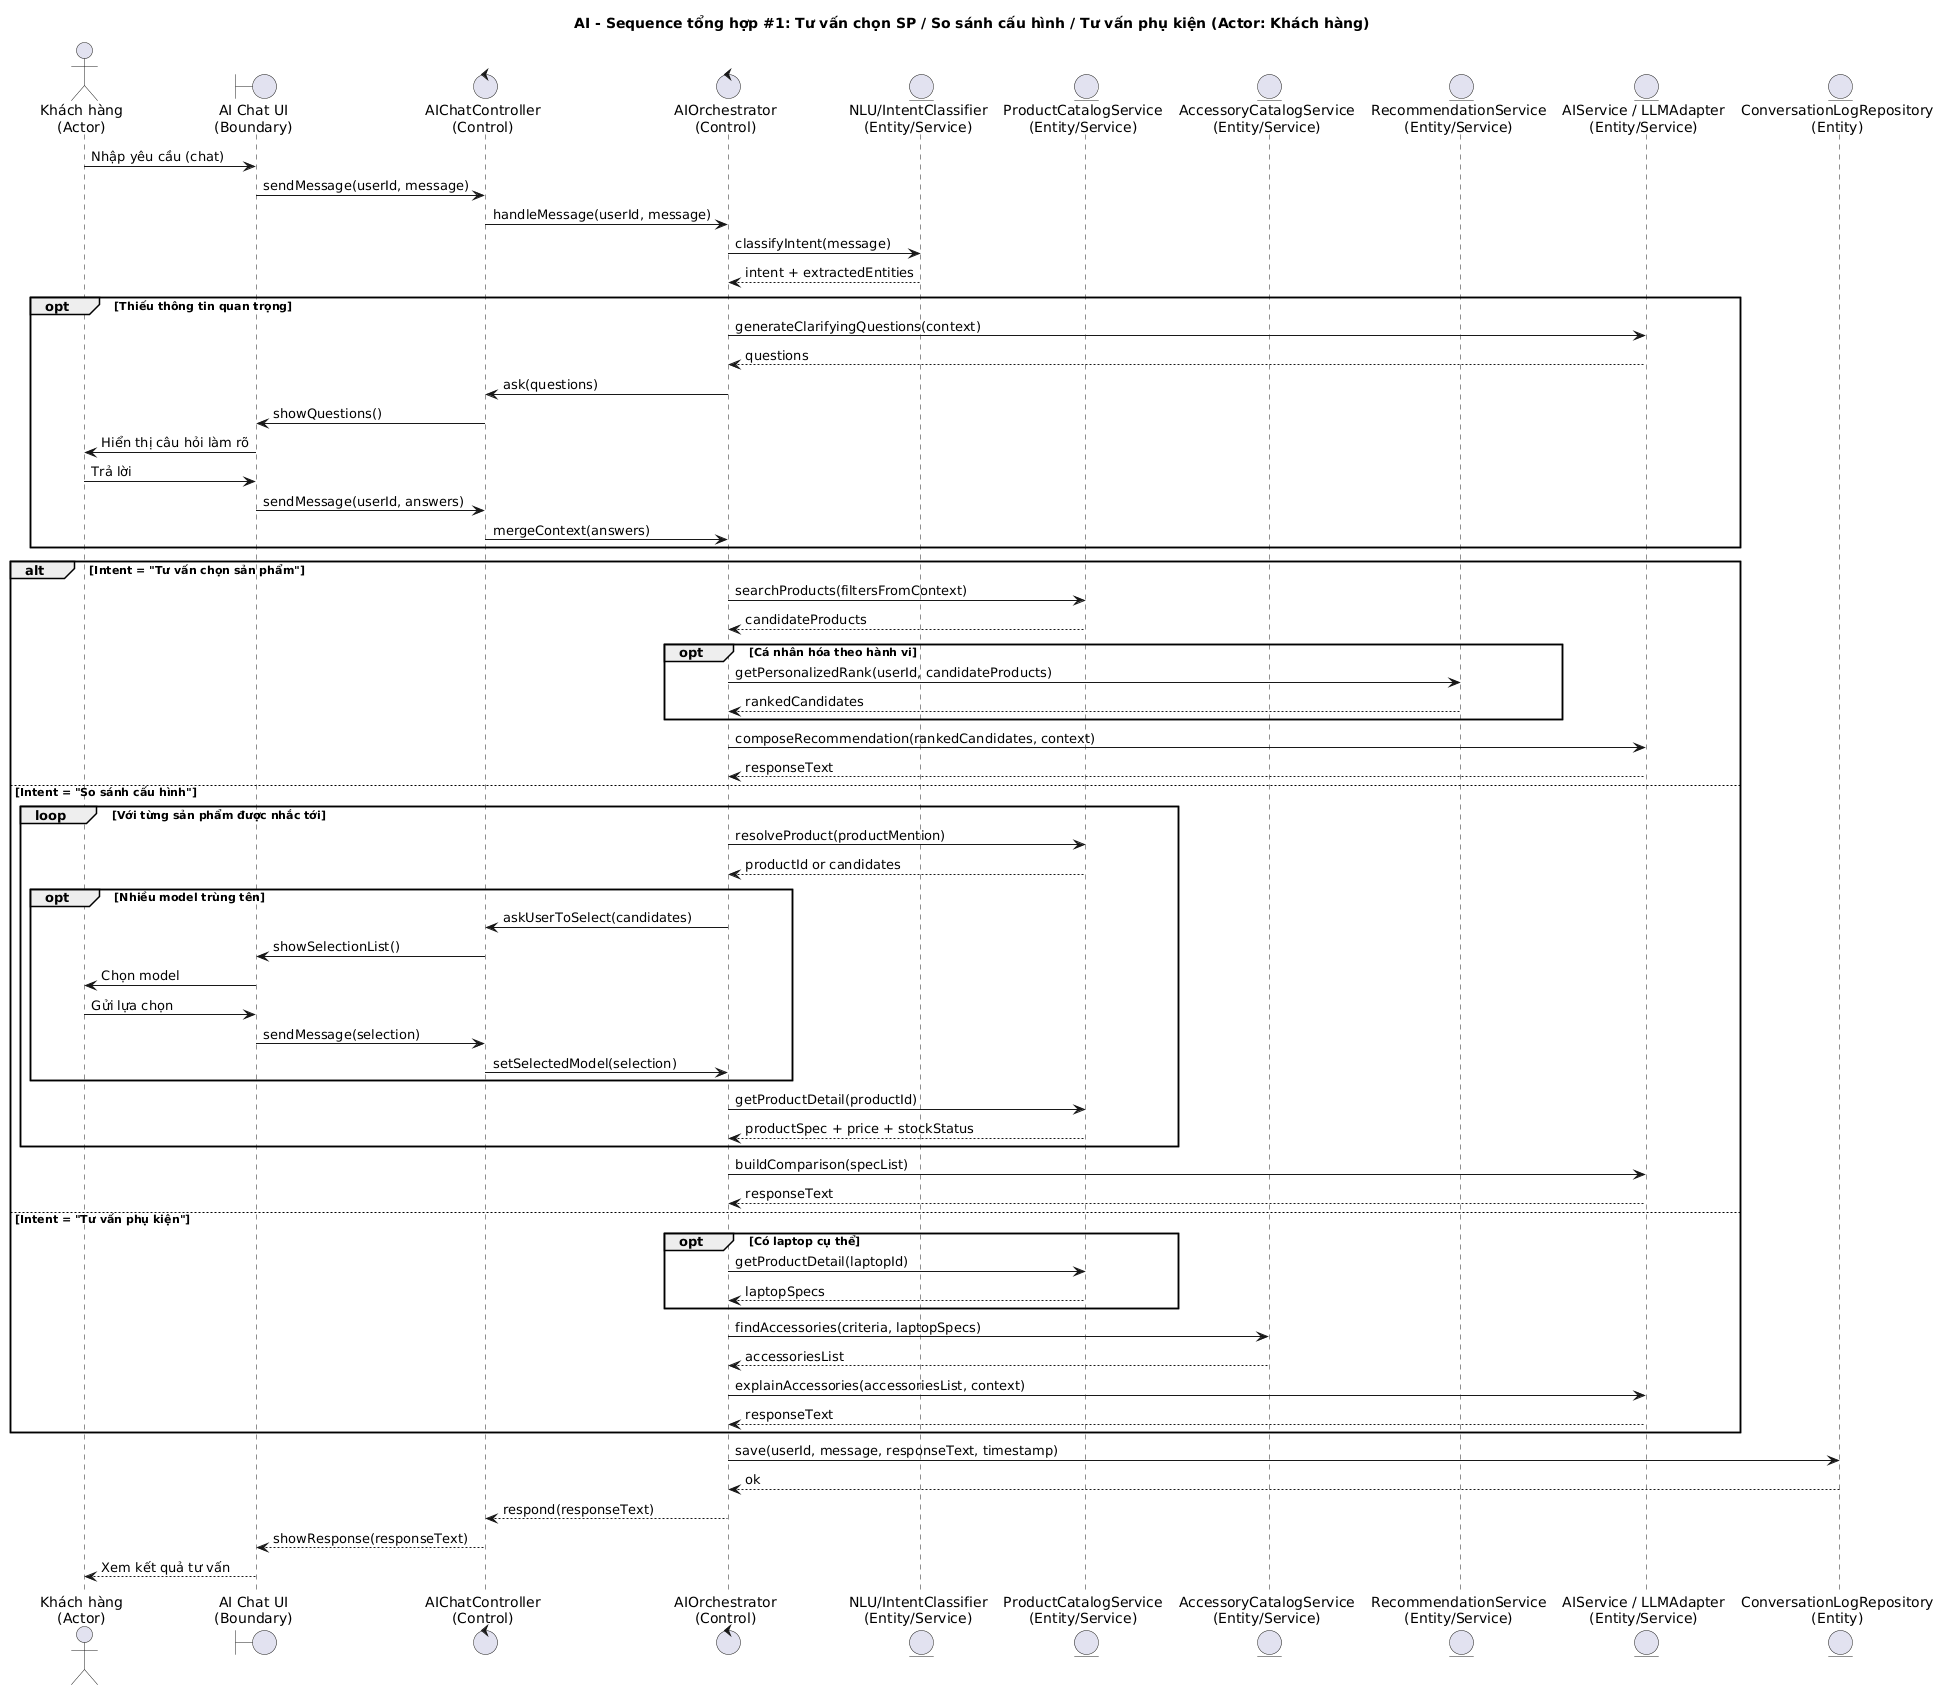 AI - Sequence tổng hợp #1: Tư vấn chọn SP / So sánh cấu hình / Tư vấn phụ kiện (Actor: Khách hàng)
Khách hàng
(Actor)
AI Chat UI
(Boundary)
AIChatController
(Control)
AIOrchestrator
(Control)
NLU/IntentClassifier
(Entity/Service)
ProductCatalogService
(Entity/Service)
AccessoryCatalogService
(Entity/Service)
RecommendationService
(Entity/Service)
AIService / LLMAdapter
(Entity/Service)
ConversationLogRepository
(Entity)
Nhập yêu cầu (chat)
sendMessage(userId, message)
handleMessage(userId, message)
classifyIntent(message)
intent + extractedEntities
opt [Thiếu thông tin quan trọng]
generateClarifyingQuestions(context)
questions
ask(questions)
showQuestions()
Hiển thị câu hỏi làm rõ
Trả lời
sendMessage(userId, answers)
mergeContext(answers)
alt [Intent = "Tư vấn chọn sản phẩm"]
searchProducts(filtersFromContext)
candidateProducts
opt [Cá nhân hóa theo hành vi]
getPersonalizedRank(userId, candidateProducts)
rankedCandidates
composeRecommendation(rankedCandidates, context)
responseText
[Intent = "So sánh cấu hình"]
loop [Với từng sản phẩm được nhắc tới]
resolveProduct(productMention)
productId or candidates
opt [Nhiều model trùng tên]
askUserToSelect(candidates)
showSelectionList()
Chọn model
Gửi lựa chọn
sendMessage(selection)
setSelectedModel(selection)
getProductDetail(productId)
productSpec + price + stockStatus
buildComparison(specList)
responseText
[Intent = "Tư vấn phụ kiện"]
opt [Có laptop cụ thể]
getProductDetail(laptopId)
laptopSpecs
findAccessories(criteria, laptopSpecs)
accessoriesList
explainAccessories(accessoriesList, context)
responseText
save(userId, message, responseText, timestamp)
ok
respond(responseText)
showResponse(responseText)
Xem kết quả tư vấn
Khách hàng
(Actor)
AI Chat UI
(Boundary)
AIChatController
(Control)
AIOrchestrator
(Control)
NLU/IntentClassifier
(Entity/Service)
ProductCatalogService
(Entity/Service)
AccessoryCatalogService
(Entity/Service)
RecommendationService
(Entity/Service)
AIService / LLMAdapter
(Entity/Service)
ConversationLogRepository
(Entity)